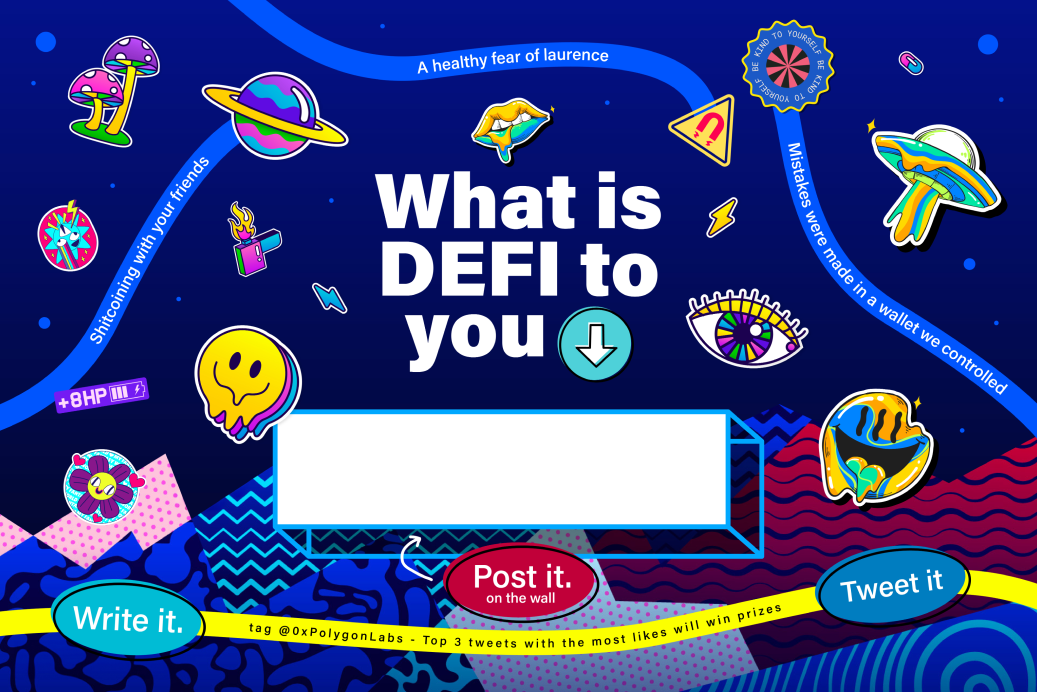 A healthy fear of laurence
BE KIND TO YOURSELF BE KIND TO YOURSELF
Shitcoining with your friends
Mistakes were made in a wallet we controlled
What is
DEFI to
you
+8HP
Write it.
Post it.
on the wall
Tweet it
tag @0xPolygonLabs - Top 3 tweets with the most likes will win prizes